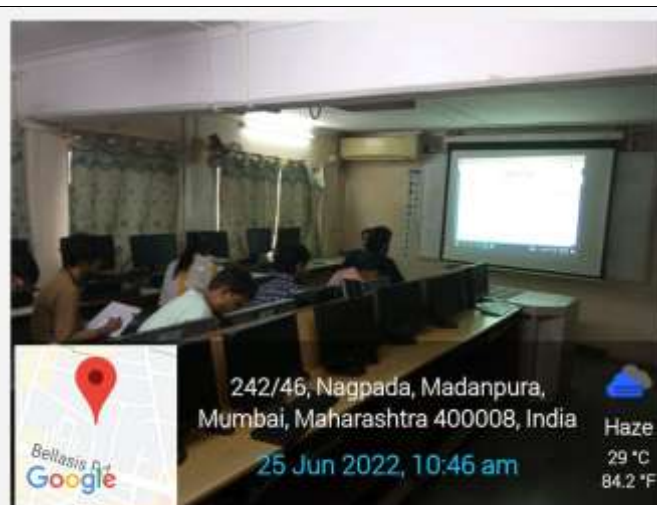 242/46, Nagpada, Madanpura,
Mumbai, Maharashtra 400008, India
25 Jun 2022, 10:46 am
Haze
29 °C
84.2 °F
Bellasis Rd
Google